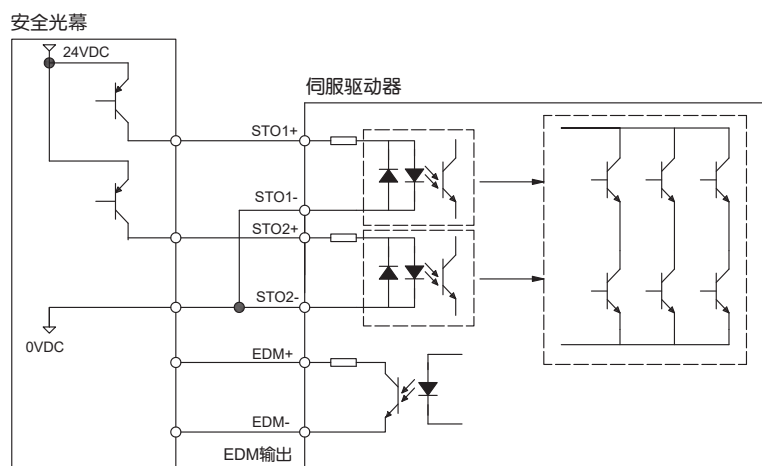 安全光幕
24VDC
伺服驱动器
STO1+
STO1-
STO2+
STO2-
0VDC
EDM+
EDM-
EDM输出